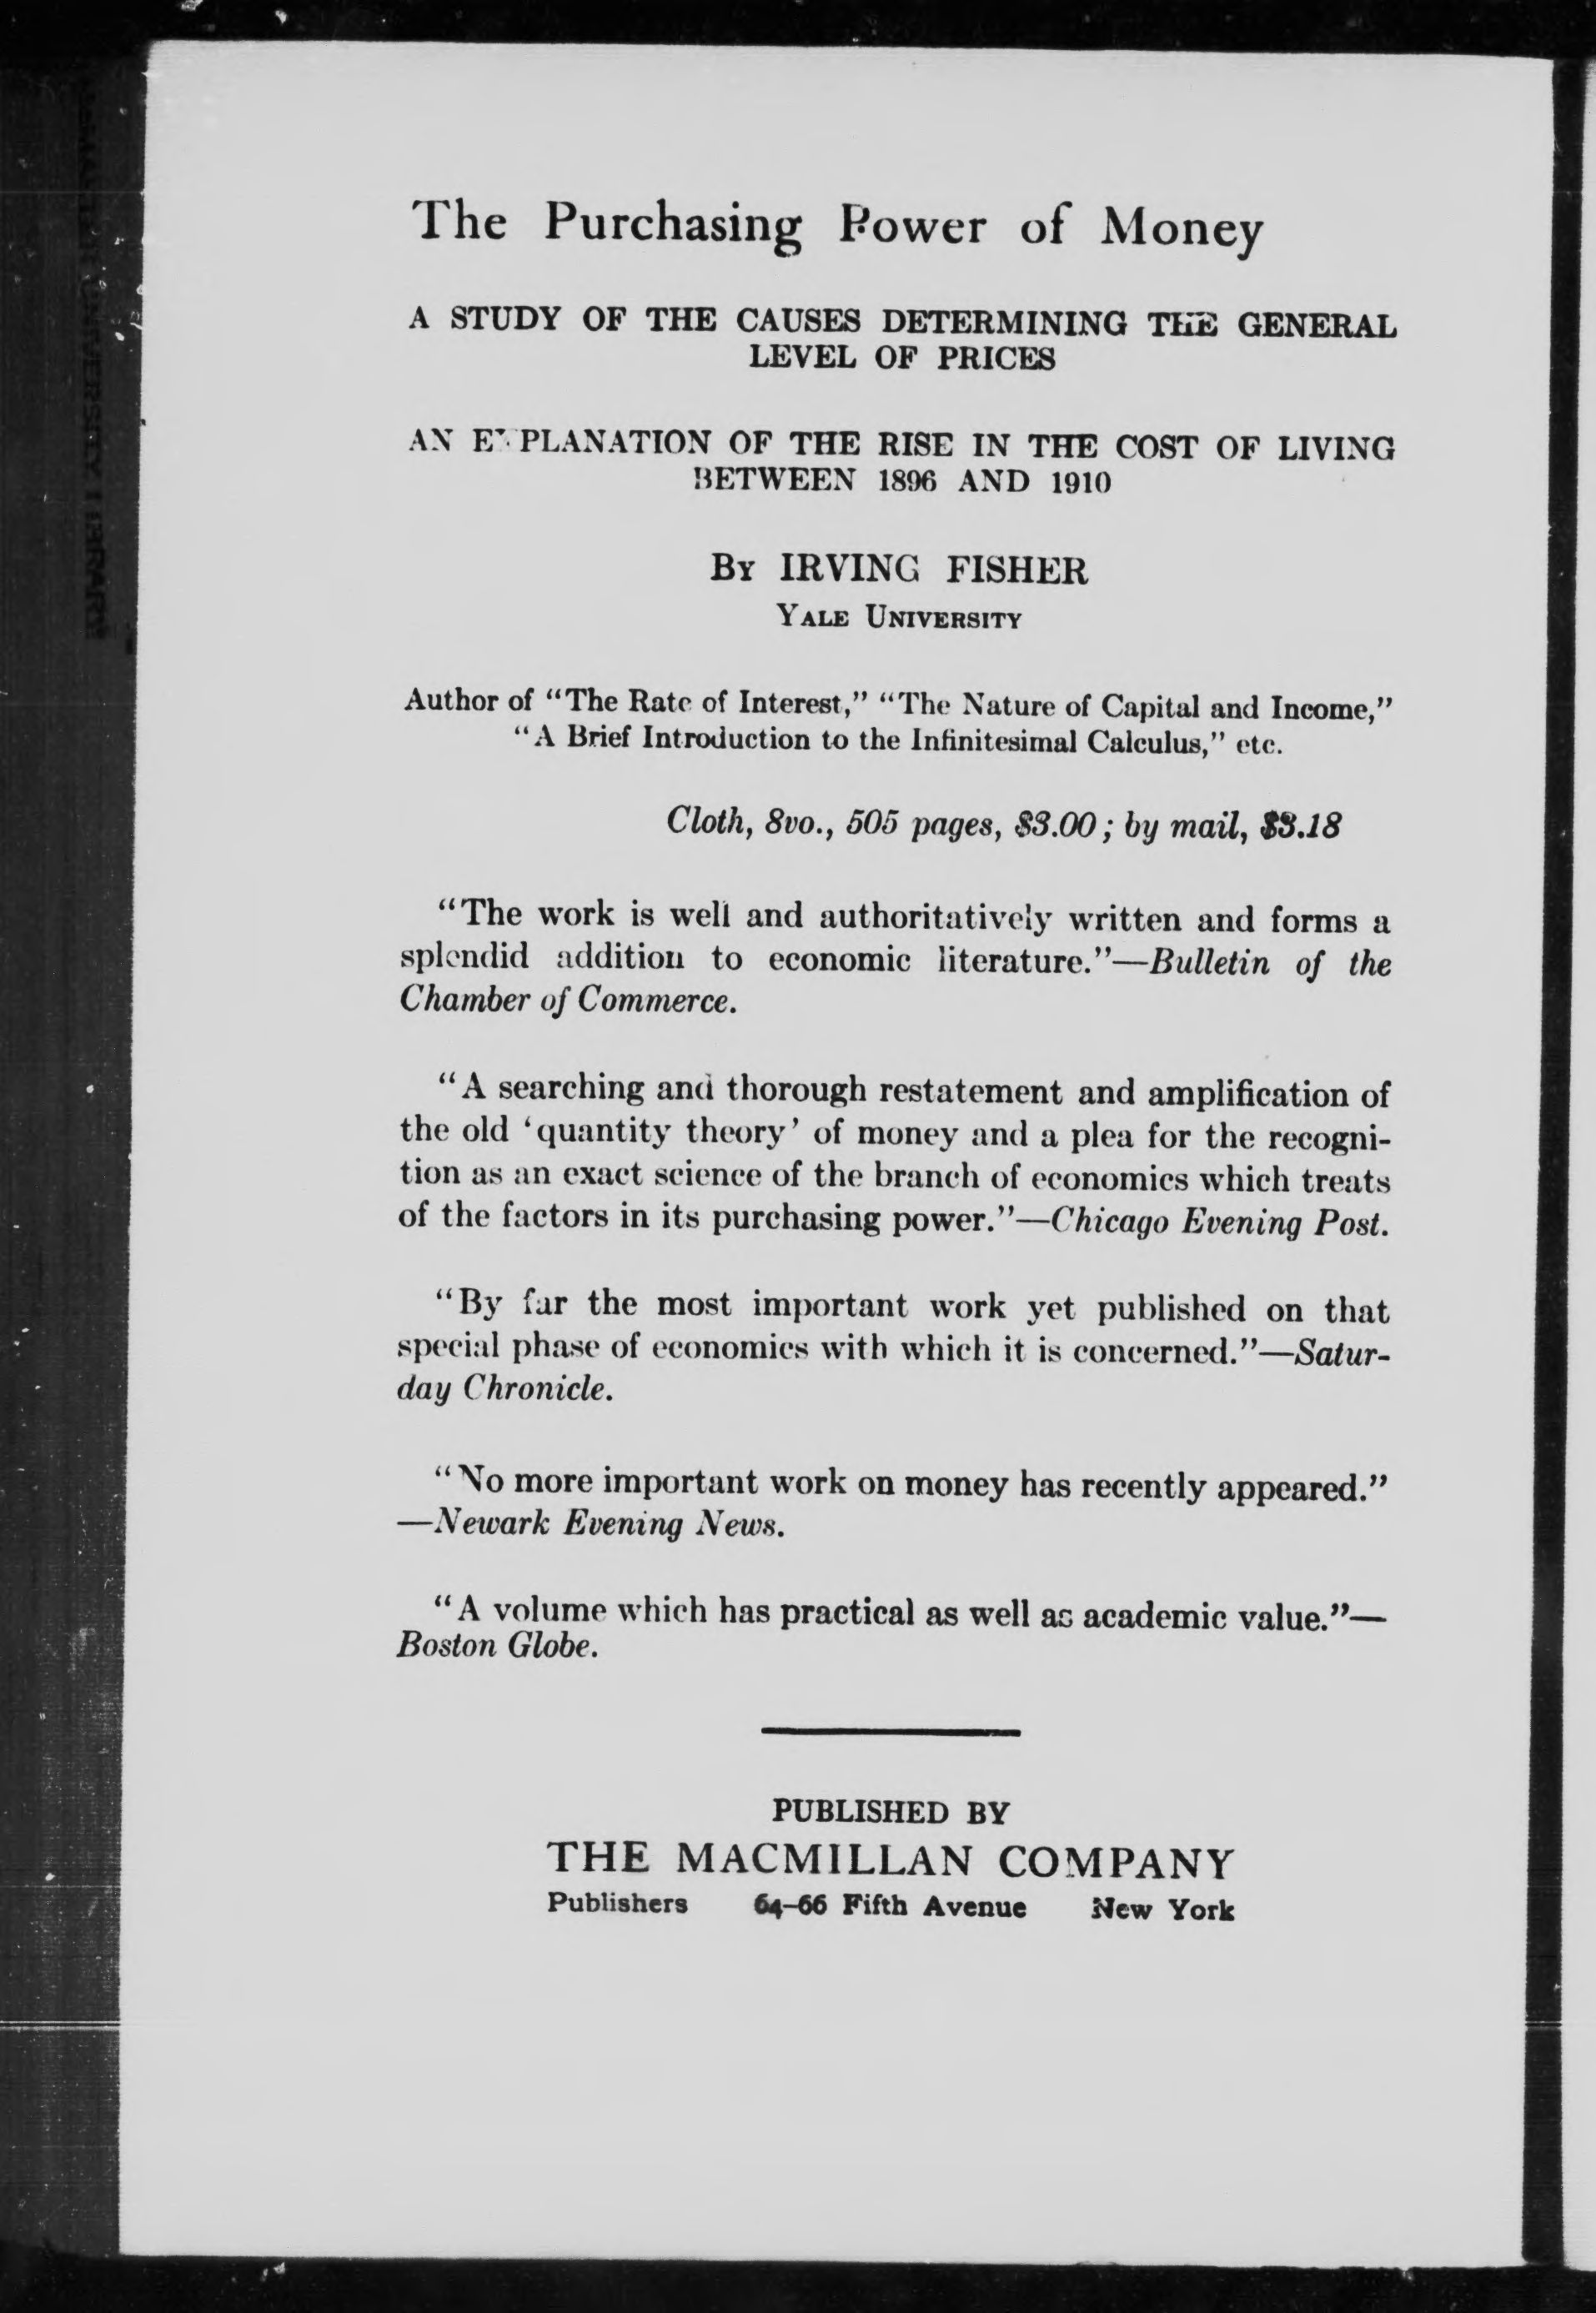 The Purchasing Power of Money
A STUDY OF THE CAUSES DETERMINING THE GENERAL
LEVEL OF PRICES
AN EXPLANATION OF THE RISE IN THE COST OF LIVING
BETWEEN 1896 AND 1910
BY IRVING FISHER
YALE UNIVERSITY
Author of “The Rate of Interest,” “The Nature of Capital and Income,”
“A Brief Introduction to the Infinitesimal Calculus,” etc.
Cloth, 8vo., 505 pages, $3.00; by mail, $3.18
“The work is well and authoritatively written and forms a
splendid addition to economic literature.”—Bulletin of the
Chamber of Commerce.
“A searching and thorough restatement and amplification of
the old ‘quantity theory’ of money and a plea for the recogni-
tion as an exact science of the branch of economics which treats
of the factors in its purchasing power.”—Chicago Evening Post.
“By far the most important work yet published on that
special phase of economics with which it is concerned.”—Satur-
day Chronicle.
“No more important work on money has recently appeared.”
—Newark Evening News.
“A volume which has practical as well as academic value.”—
Boston Globe.
PUBLISHED BY
THE MACMILLAN COMPANY
Publishers 64–66 Fifth Avenue New York